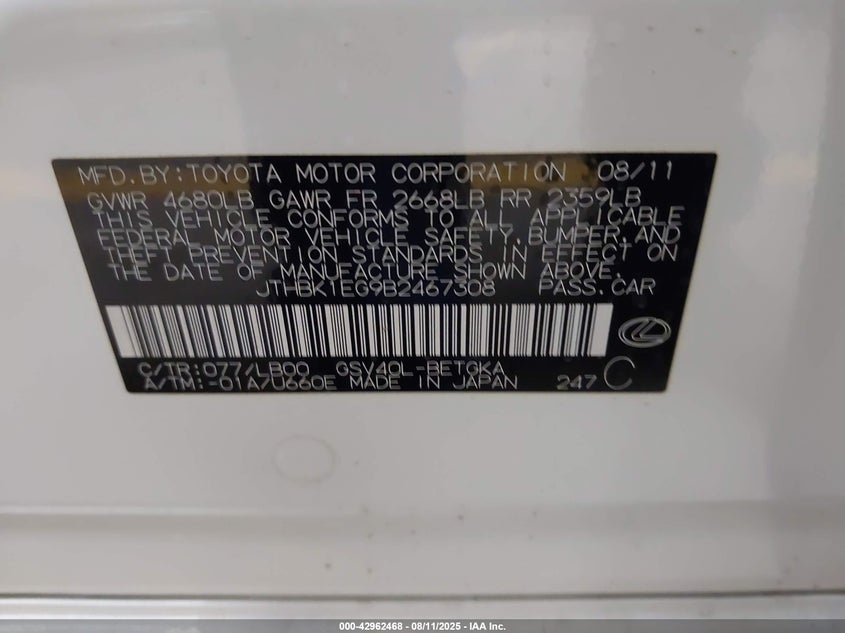 MFD.BY:TOYOTA MOTOR CORPORATION 08/11
GVWR 4680LB GAWR FR 2668LB RR 2359LB
THIS VEHICLE CONFORMS TO ALL APPLICABLE
FEDERAL MOTOR VEHICLE SAFETY,BUMPER,AND
THEFT PREVENTION STANDARDS IN EFFECT ON
THE DATE OF MANUFACTURE SHOWN ABOVE.
JTHBK1EG9B2467308 PASS.CAR
C/TR:077/LB00 GSV40L-BETGKA
A/TM:-01A/U660E MADE IN JAPAN 247 C
000-42962468 - 08/11/2025 - IAA Inc.